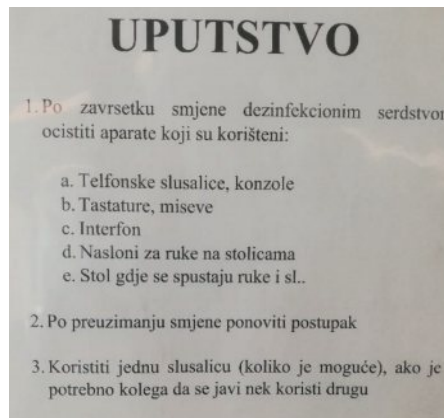 UPUTSTVO
1. Po zavrsetku smjene dezinfekcionim serdstvom
ocistiti aparate koji su korišteni:
a. Telfonske slusalice, konzole
b. Tastature, miseve
c. Interfon
d. Nasloni za ruke na stolicama
e. Stol gdje se spustaju ruke i sl..
2. Po preuzimanju smjene ponoviti postupak
3. Koristiti jednu slusalicu (koliko je moguće), ako je
potrebno kolega da se javi nek koristi drugu